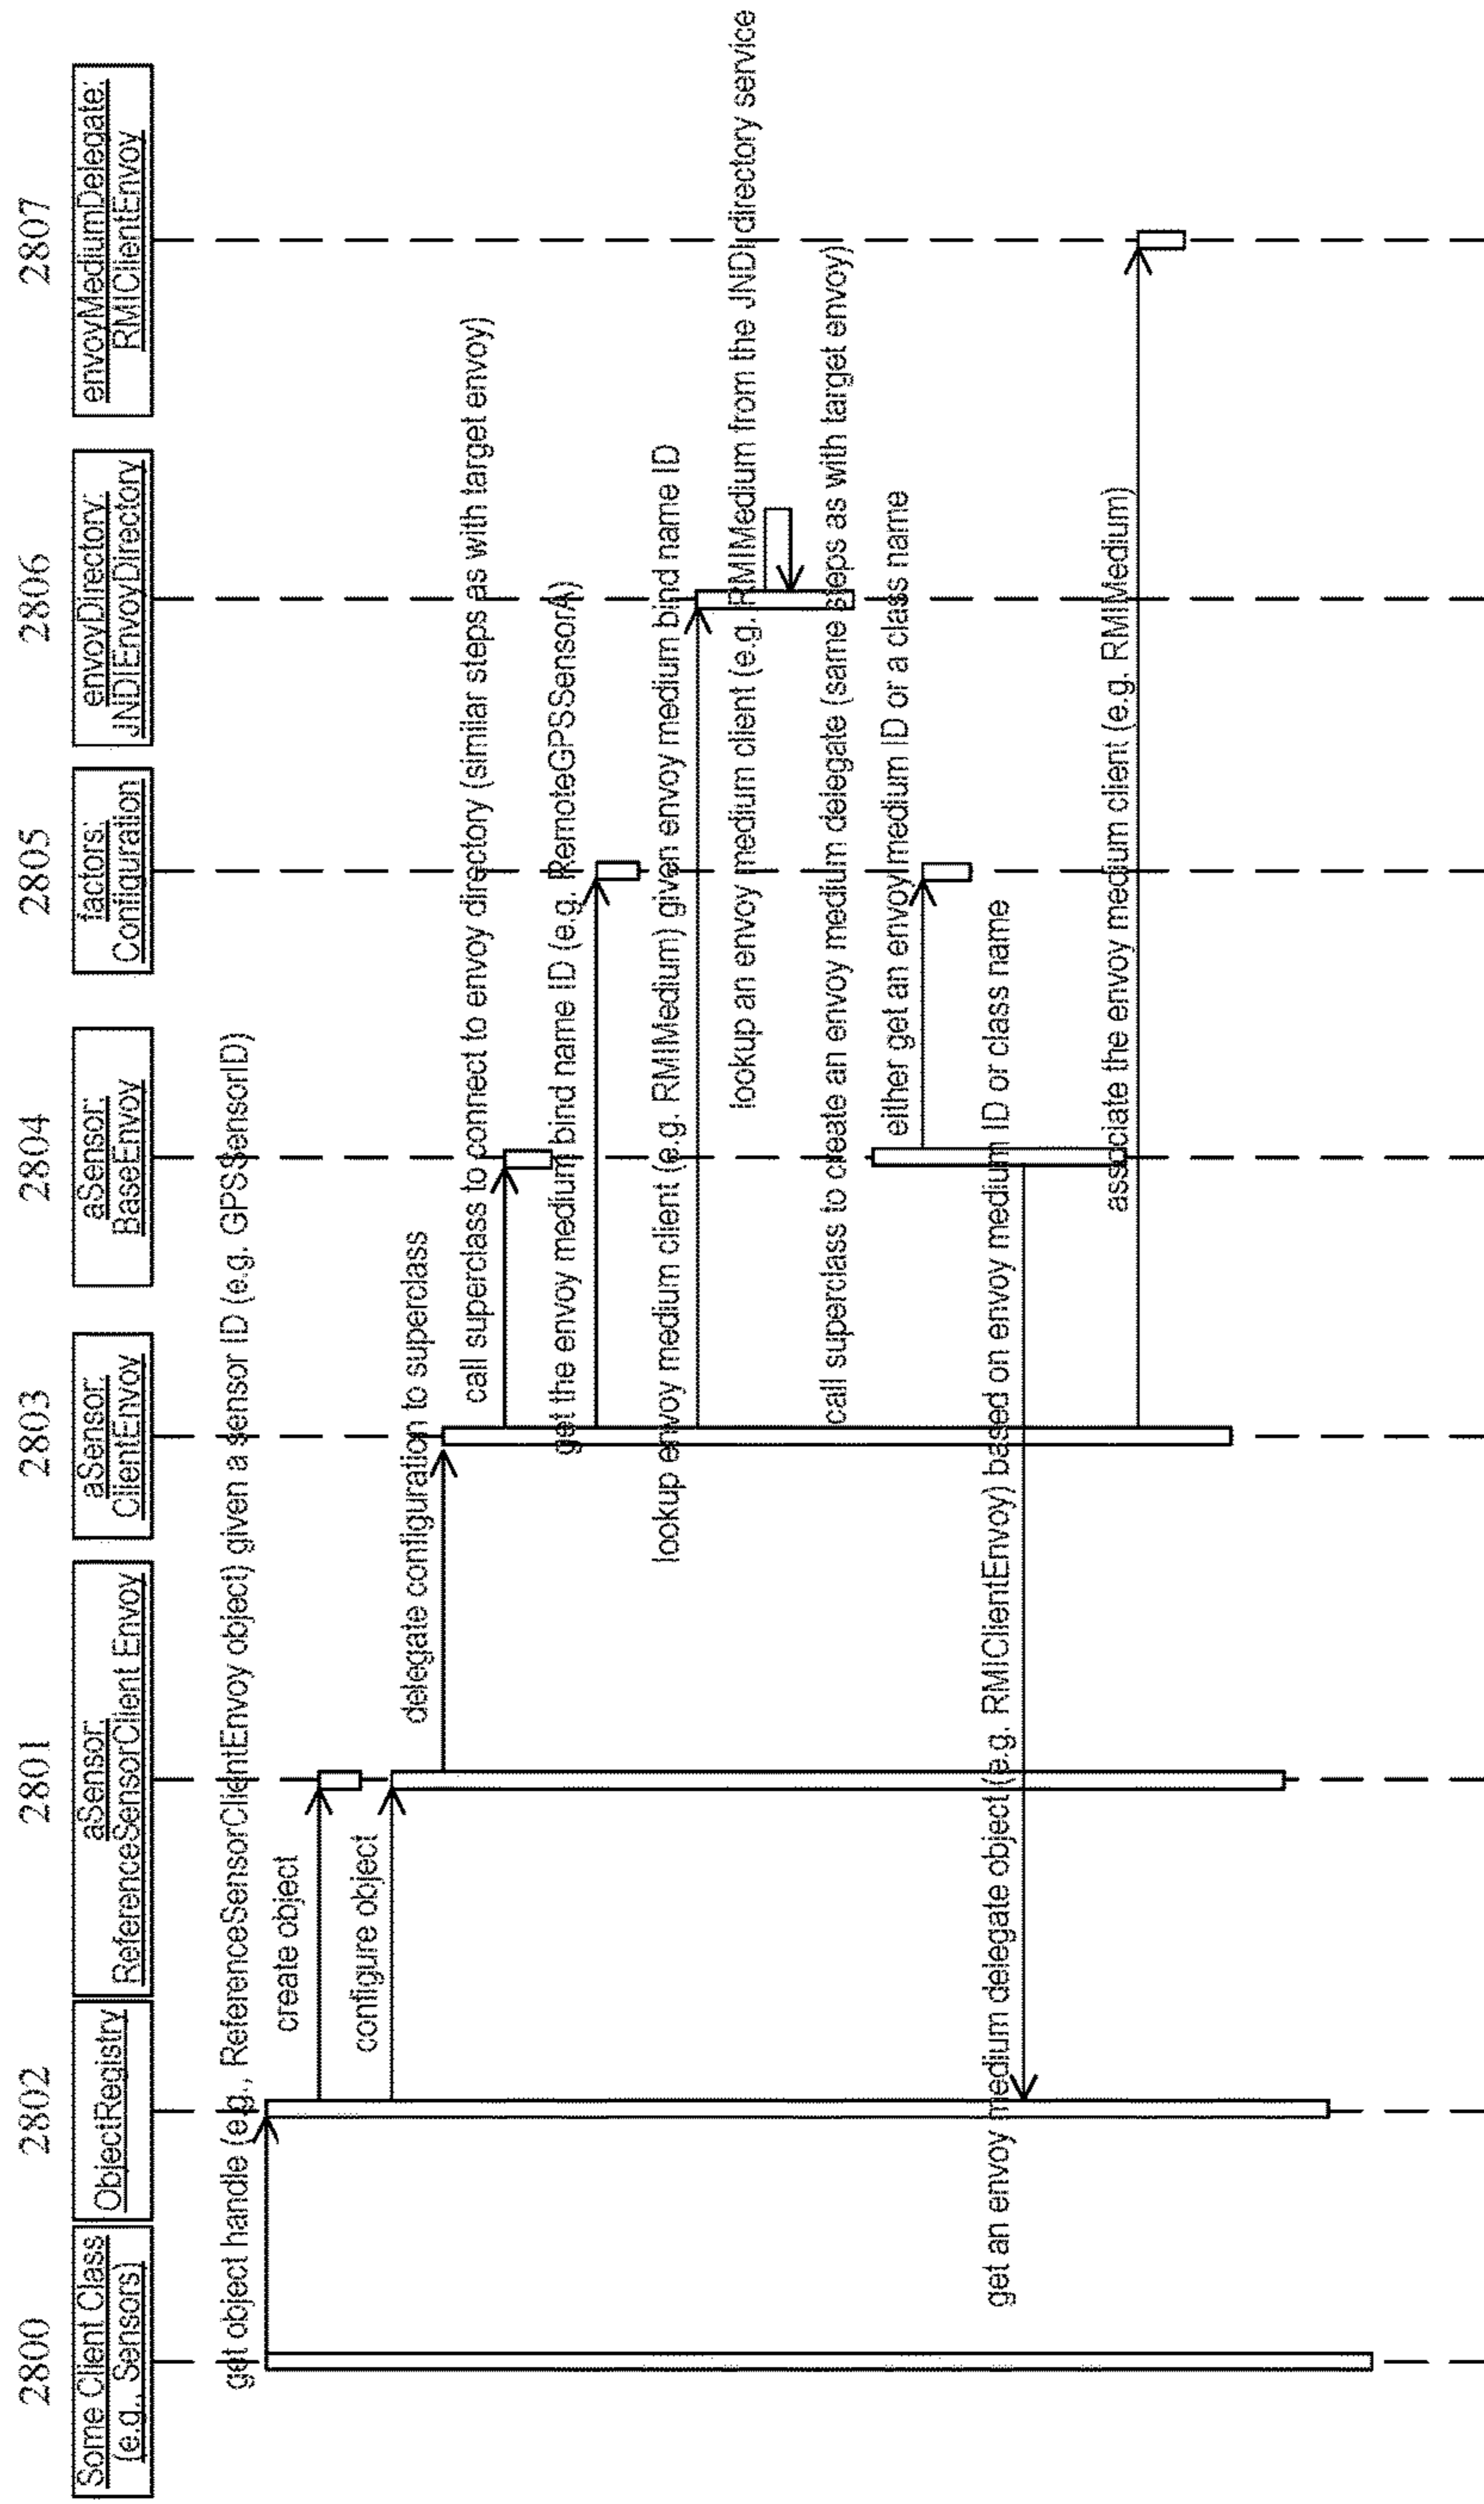 2800
Some Client Class
(e.g., Sensors)
2802
ObjectRegistry
2801
aSensor:
ReferenceSensorClient Envoy
2803
aSensor:
ClientEnvoy
2804
aSensor:
BaseEnvoy
2805
factors:
Configuration
2806
envoyDirectory:
JNDIEnvoyDirectory
2807
envoyMediumDelegate:
RMIClientEnvoy
get object handle (e.g., ReferenceSensorClientEnvoy object) given a sensor ID (e.g. GPSSensorID)
create object
configure object
delegate configuration to superclass
call superclass to connect to envoy directory (similar steps as with target envoy)
get the envoy medium bind name ID (e.g. RemoteGPSSensorA)
lookup envoy medium client (e.g. RMIMedium) given envoy medium bind name ID
lookup an envoy medium client (e.g. RMIMedium from the JNDI directory service
call superclass to create an envoy medium delegate (same steps as with target envoy)
either get an envoy medium ID or a class name
get an envoy medium delegate object (e.g. RMIClientEnvoy) based on envoy medium ID or class name
associate the envoy medium client (e.g. RMIMedium)